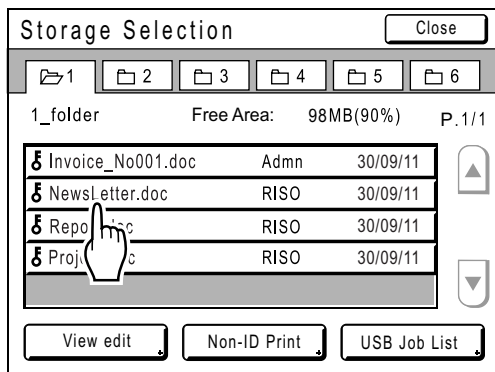 Storage Selection Close
1 2 3 4 5 6
1_folder Free Area: 98MB(90%) P.1/1
Invoice_No001.doc Admn 30/09/11
NewsLetter.doc RISO 30/09/11
RISO 30/09/11
RISO 30/09/11
View edit Non-ID Print USB Job List